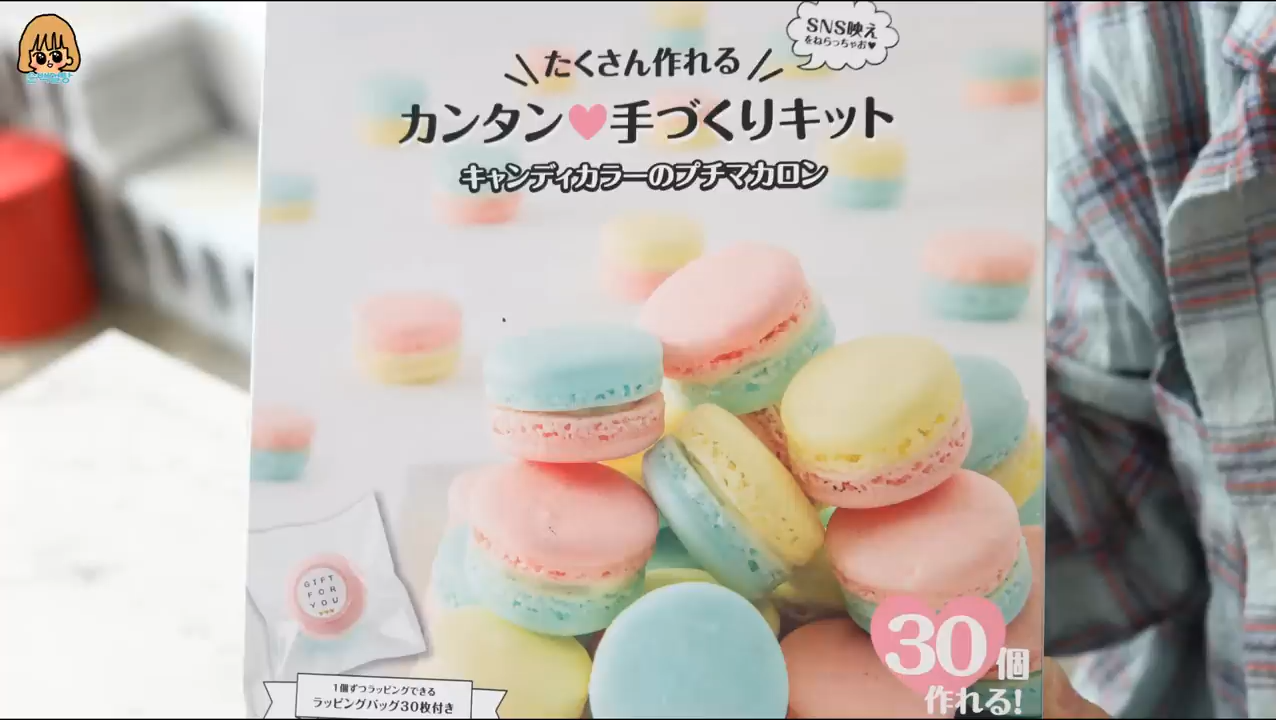 SNS映え
をねらっちゃお♥
たくさん作れる
カンタン♥手づくりキット
キャンディカラーのプチマカロン
GIFT
FOR
YOU
30個
作れる!
1個ずつラッピングできる
ラッピングバッグ30枚付き